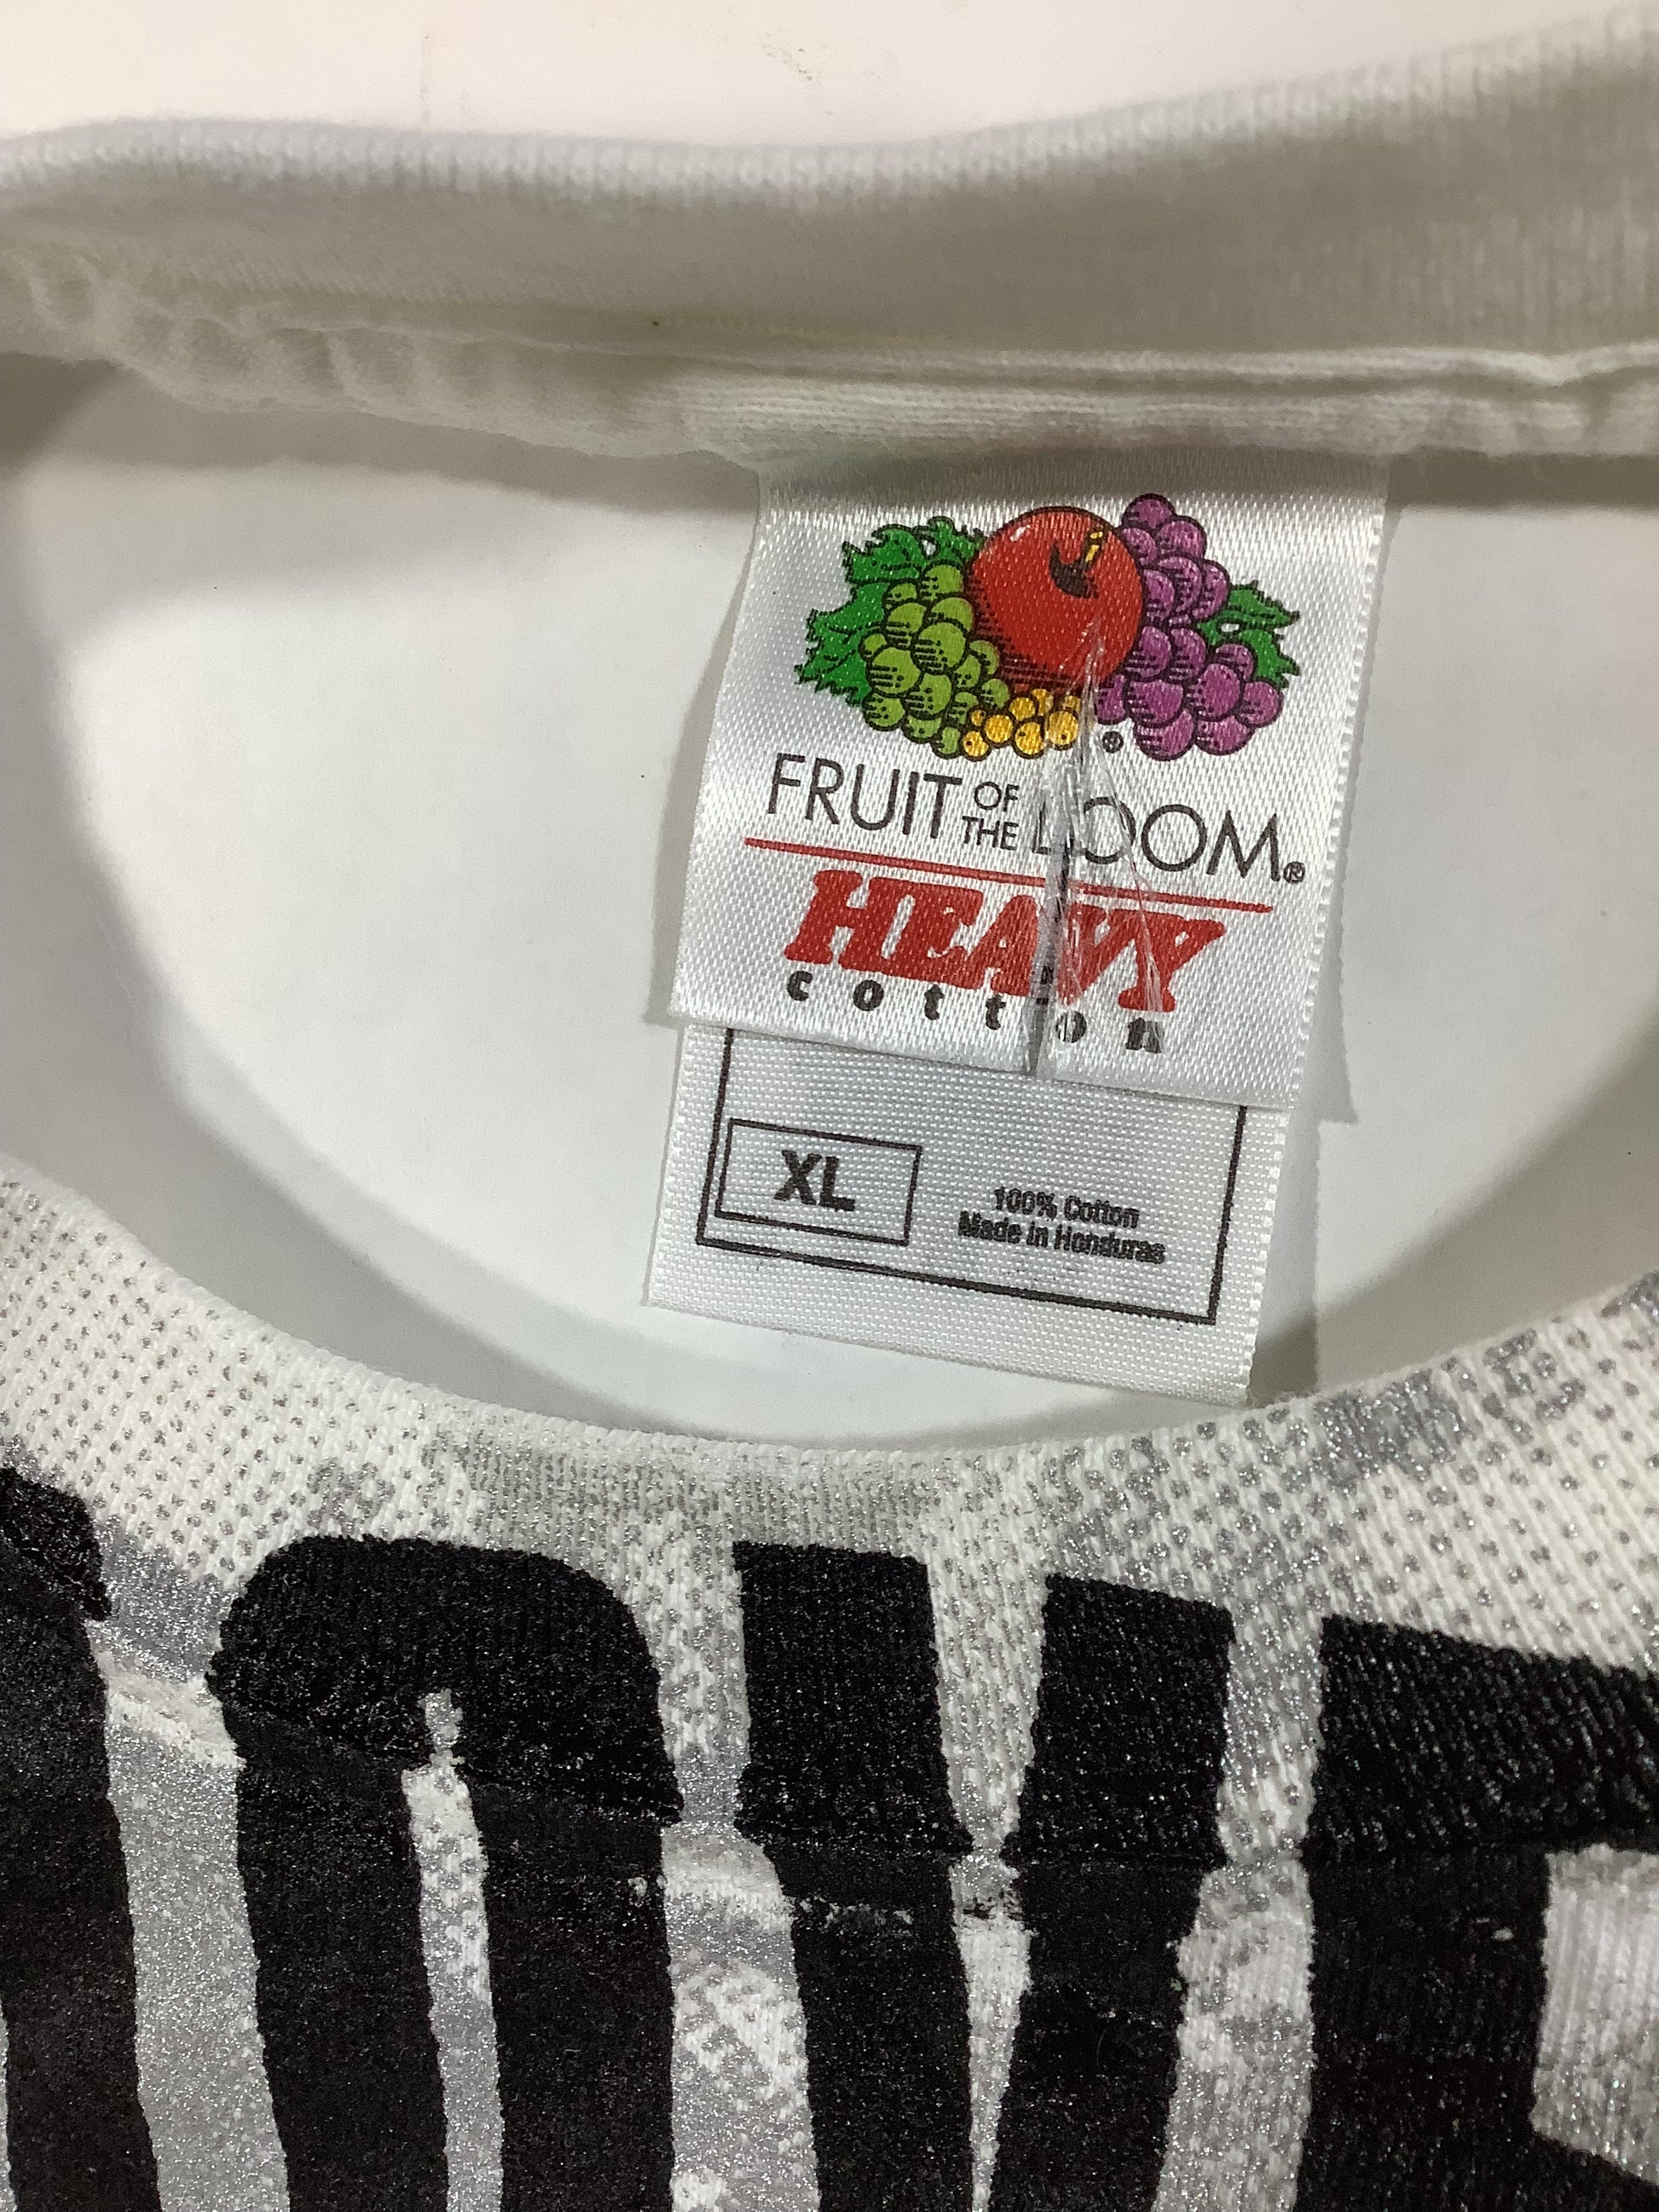 FRUIT OF THE LOOM®
HEAVY
cotton
XL
100% Cotton
Made in Honduras